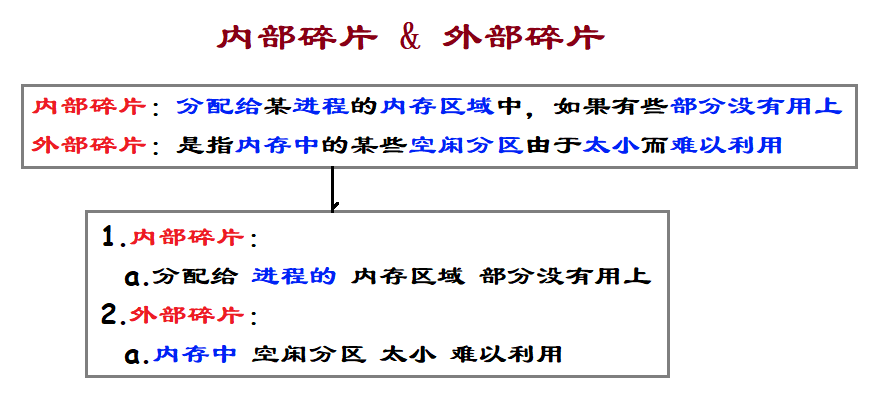 内部碎片 & 外部碎片
内部碎片：分配给某进程的内存区域中，如果有些部分没有用上
外部碎片：是指内存中的某些空闲分区由于太小而难以利用
1.内部碎片：
a.分配给 进程的 内存区域 部分没有用上
2.外部碎片：
a.内存中 空闲分区 太小 难以利用